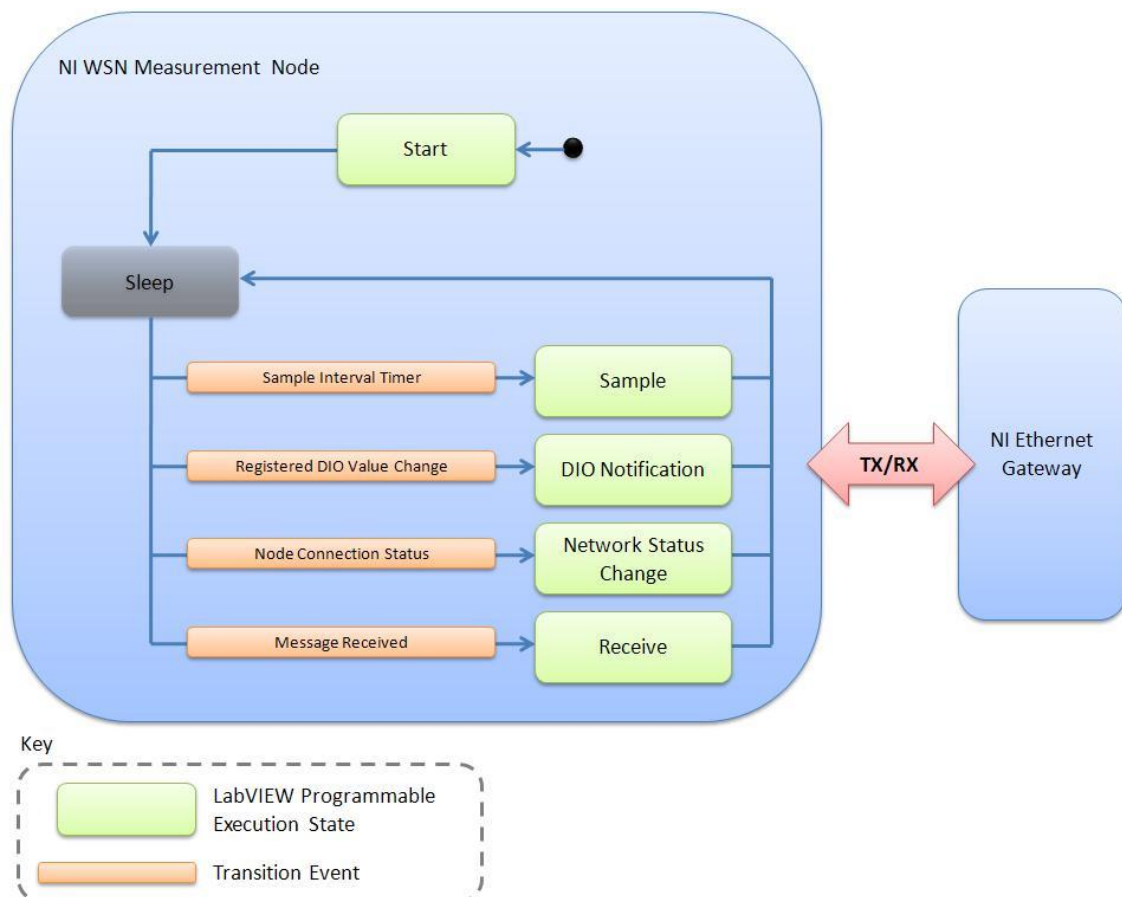 NI WSN Measurement Node
Start
Sleep
Sample Interval Timer
Sample
Registered DIO Value Change
DIO Notification
Node Connection Status
Network Status
Change
Message Received
Receive
TX/RX
NI Ethernet
Gateway
Key
LabVIEW Programmable
Execution State
Transition Event